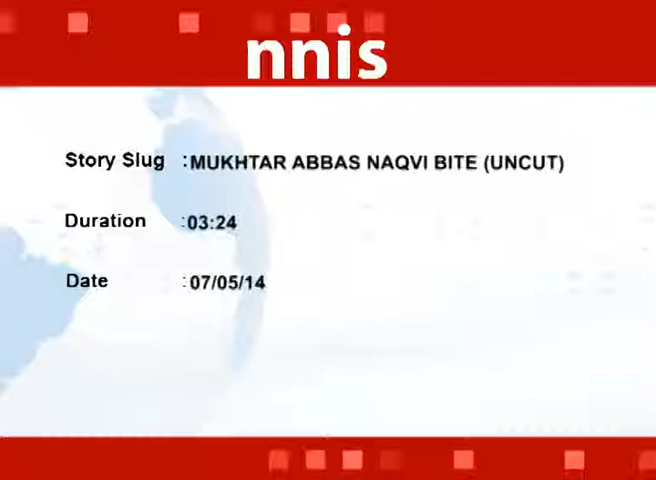 nnis
Story Slug :MUKHTAR ABBAS NAQVI BITE (UNCUT)
Duration :03:24
Date :07/05/14